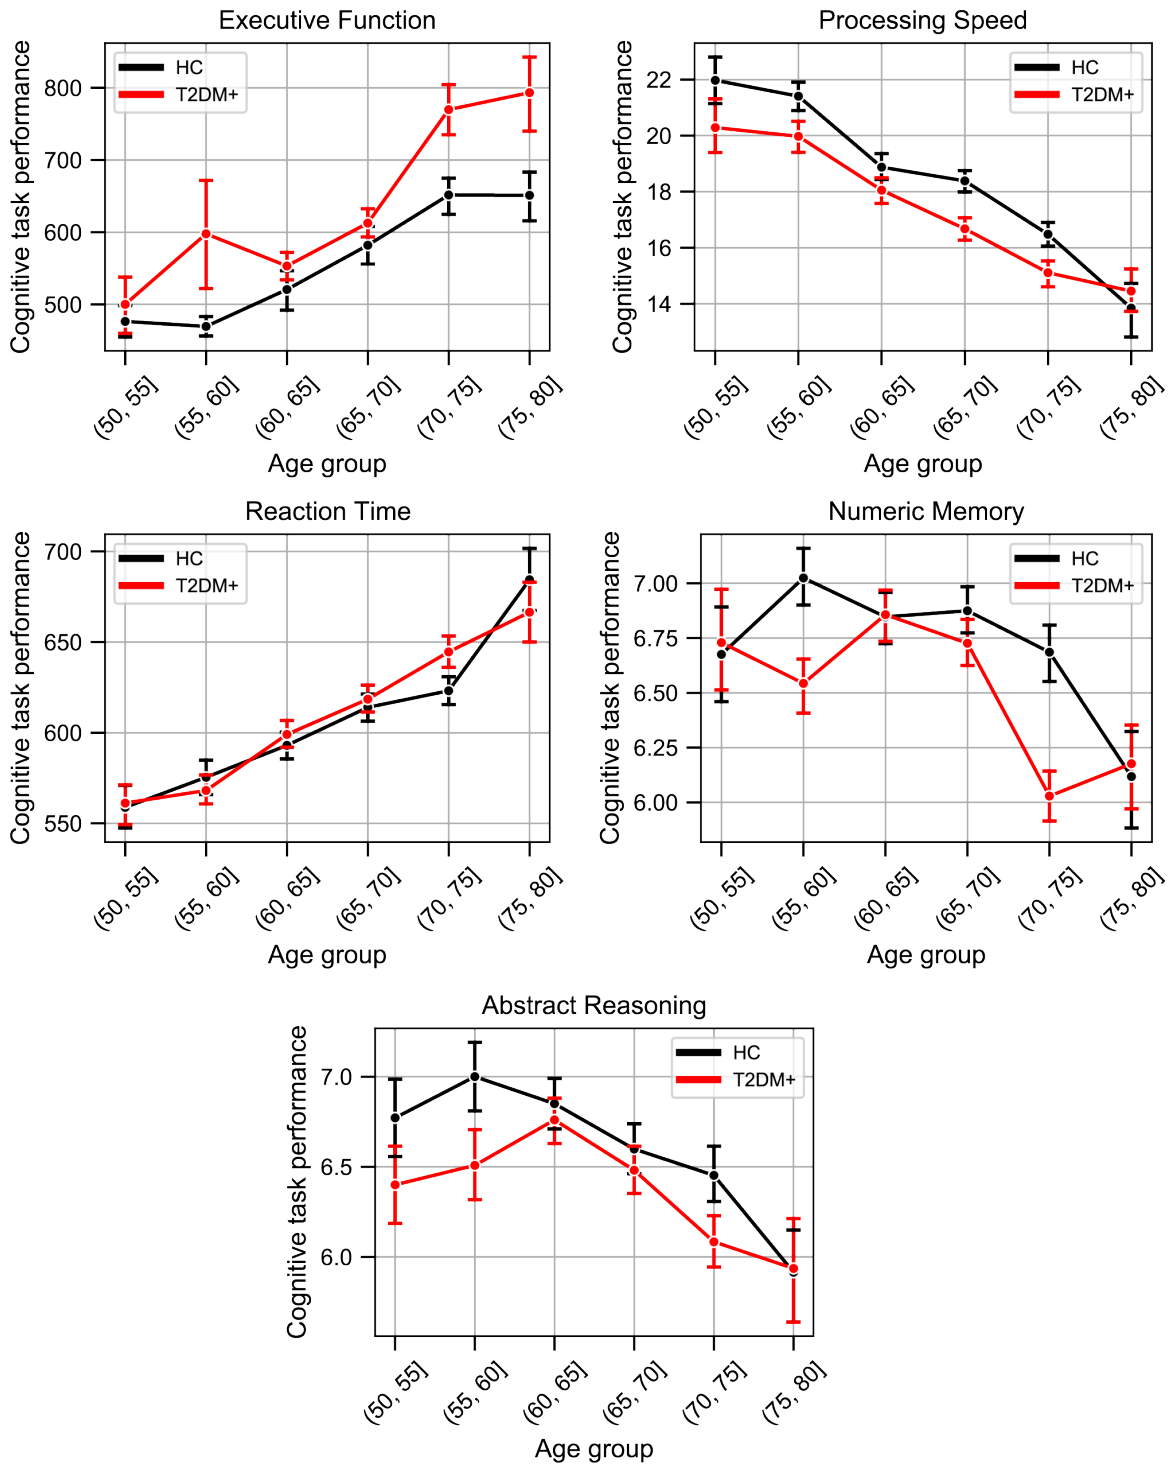 Executive Function
Cognitive task performance
800
700
600
500
HC
T2DM+
(50, 55]
(55, 60]
(60, 65]
(65, 70]
(70, 75]
(75, 80]
Age group
Processing Speed
Cognitive task performance
22
20
18
16
14
HC
T2DM+
(50, 55]
(55, 60]
(60, 65]
(65, 70]
(70, 75]
(75, 80]
Age group
Reaction Time
Cognitive task performance
700
650
600
550
HC
T2DM+
(50, 55]
(55, 60]
(60, 65]
(65, 70]
(70, 75]
(75, 80]
Age group
Numeric Memory
Cognitive task performance
7.00
6.75
6.50
6.25
6.00
HC
T2DM+
(50, 55]
(55, 60]
(60, 65]
(65, 70]
(70, 75]
(75, 80]
Age group
Abstract Reasoning
Cognitive task performance
7.0
6.5
6.0
HC
T2DM+
(50, 55]
(55, 60]
(60, 65]
(65, 70]
(70, 75]
(75, 80]
Age group